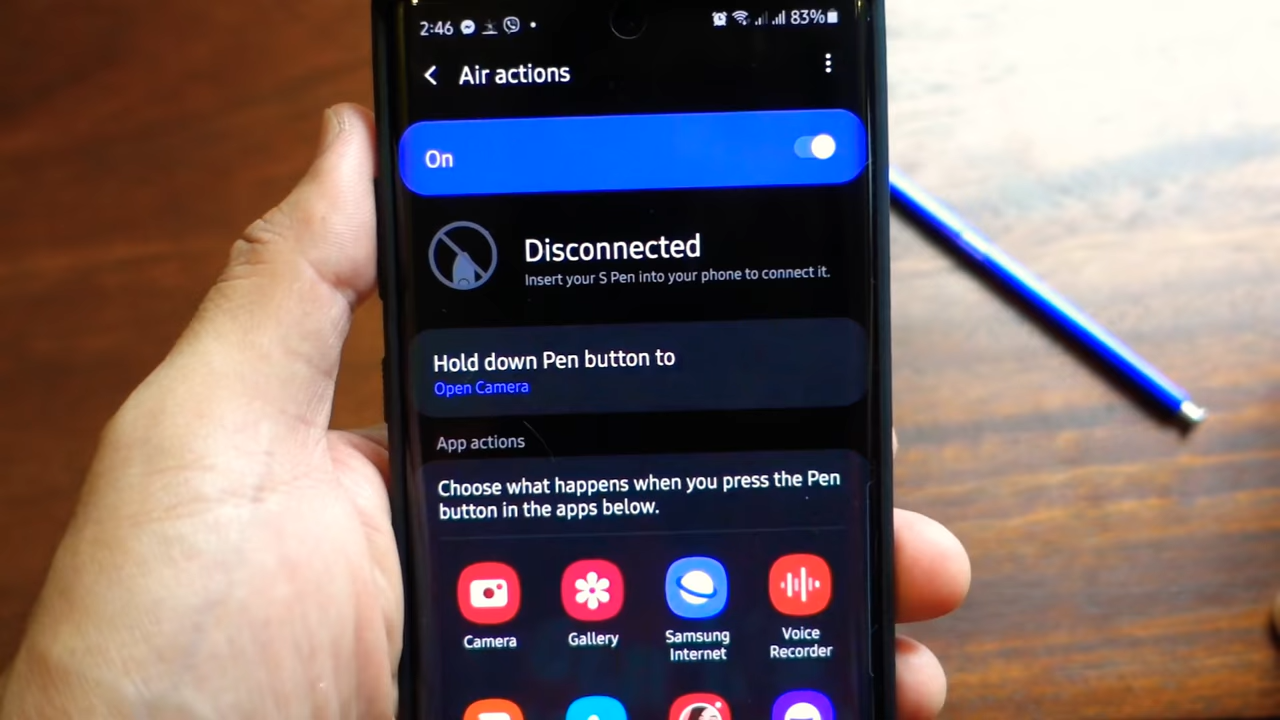 2:46
83%
Air actions
On
Disconnected
Insert your S Pen into your phone to connect it.
Hold down Pen button to
Open Camera
App actions
Choose what happens when you press the Pen
button in the apps below.
Camera
Gallery
Samsung
Internet
Voice
Recorder